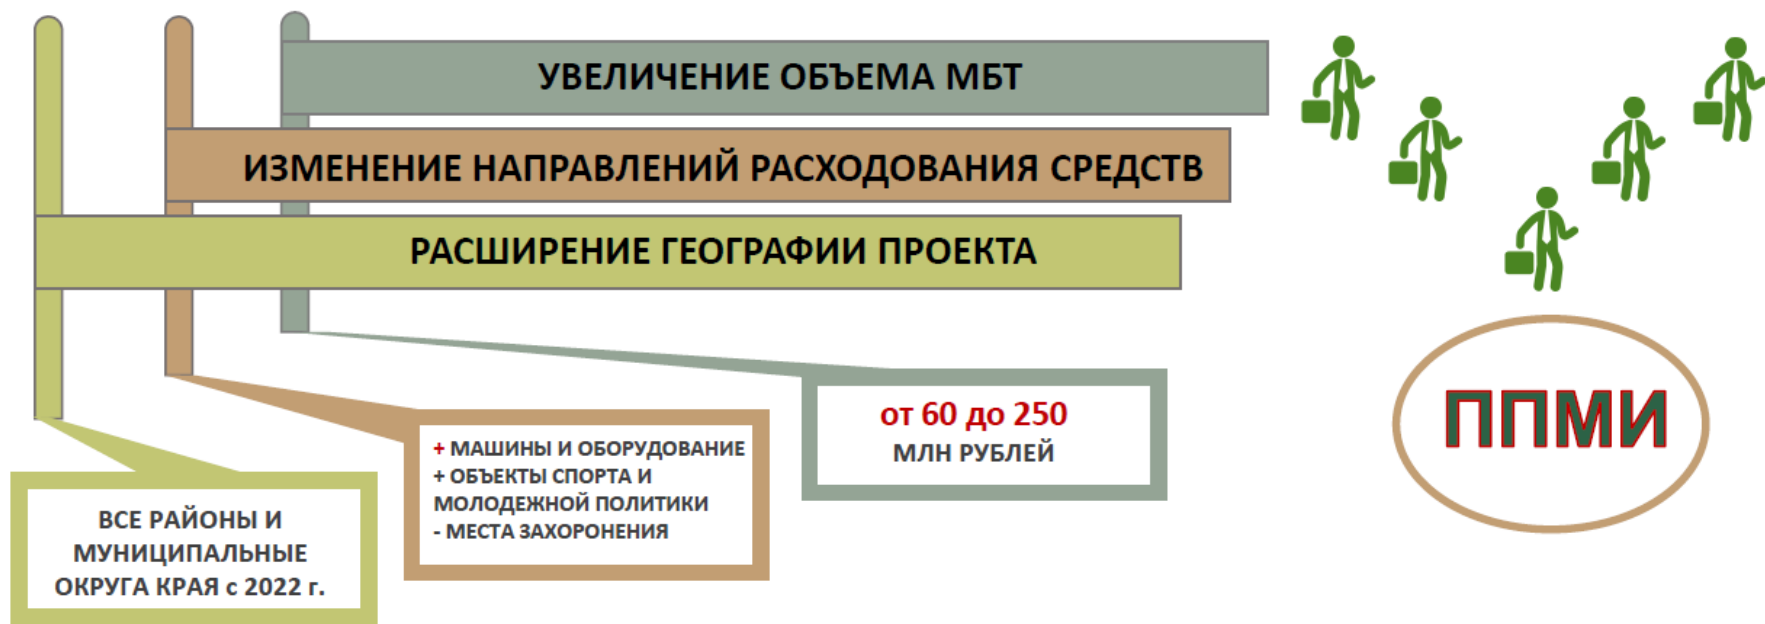 УВЕЛИЧЕНИЕ ОБЪЕМА МБТ
ИЗМЕНЕНИЕ НАПРАВЛЕНИЙ РАСХОДОВАНИЯ СРЕДСТВ
РАСШИРЕНИЕ ГЕОГРАФИИ ПРОЕКТА
от 60 до 250
МЛН РУБЛЕЙ
+ МАШИНЫ И ОБОРУДОВАНИЕ
+ ОБЪЕКТЫ СПОРТА И
МОЛОДЕЖНОЙ ПОЛИТИКИ
- МЕСТА ЗАХОРОНЕНИЯ
ВСЕ РАЙОНЫ И
МУНИЦИПАЛЬНЫЕ
ОКРУГА КРАЯ с 2022 г.
ППМИ